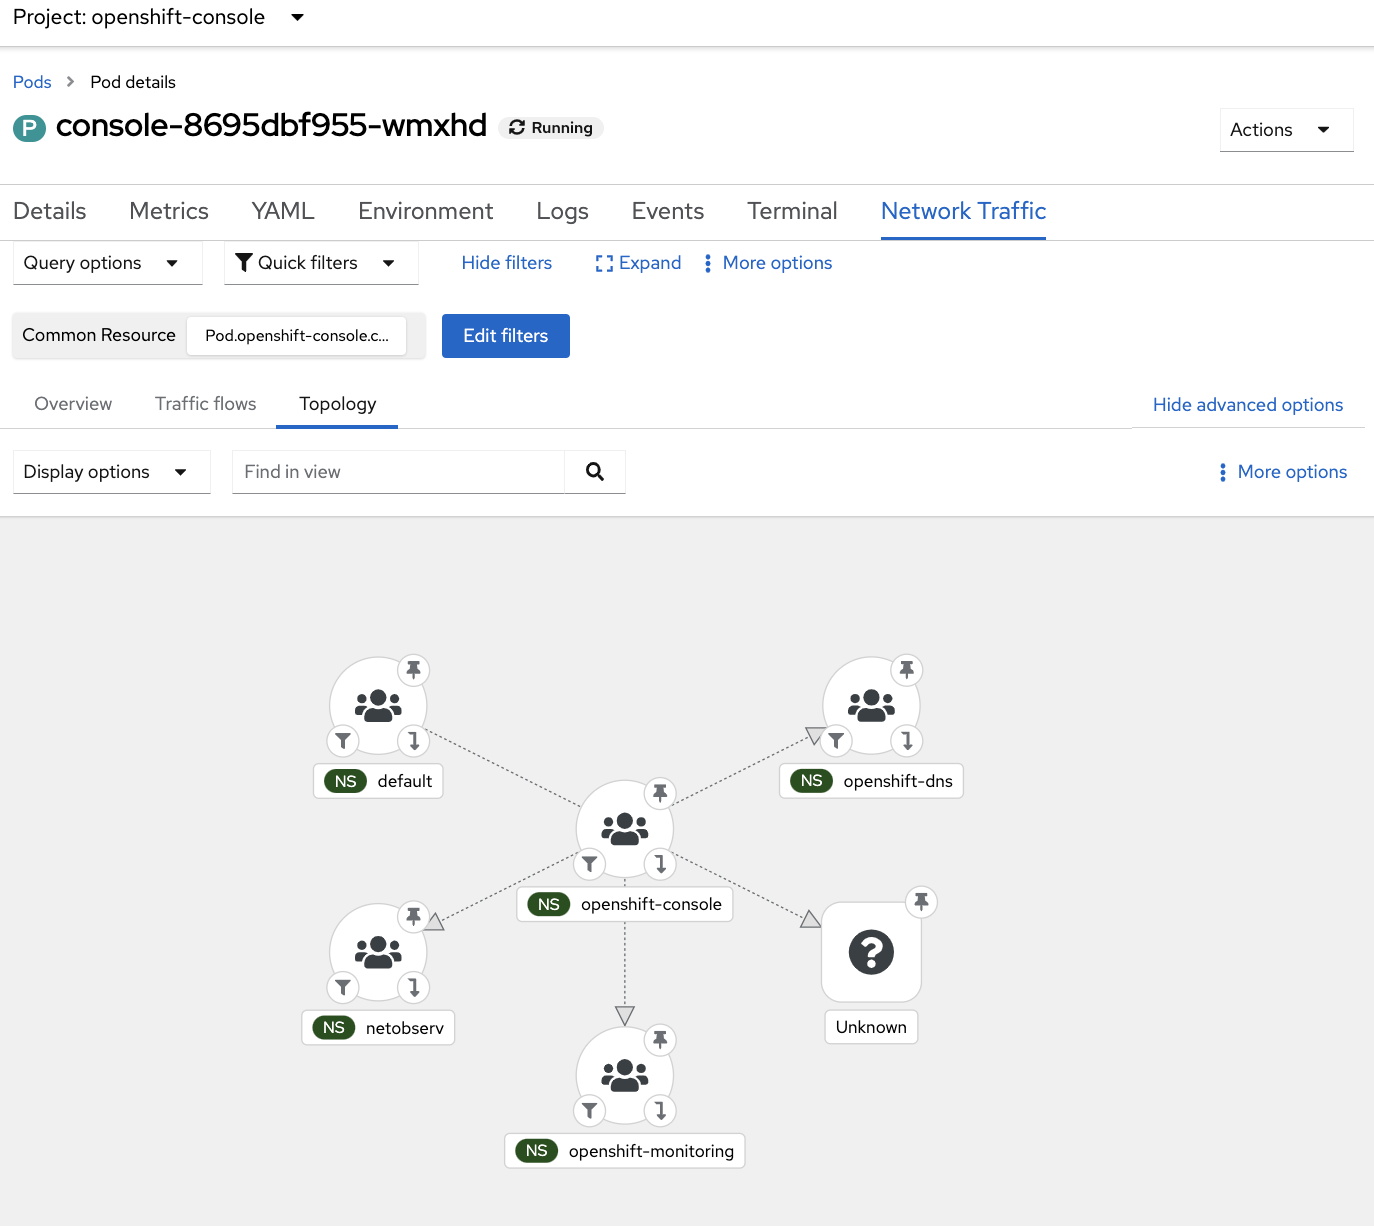 Project: openshift-console
Pods > Pod details
P console-8695dbf955-wmxhd Running
Actions
Details Metrics YAML Environment Logs Events Terminal Network Traffic
Query options Quick filters Hide filters Expand More options
Common Resource Pod.openshift-console.c... Edit filters
Overview Traffic flows Topology Hide advanced options
Display options Find in view More options
NS default
NS openshift-dns
NS openshift-console
?
NS netobserv
Unknown
NS openshift-monitoring